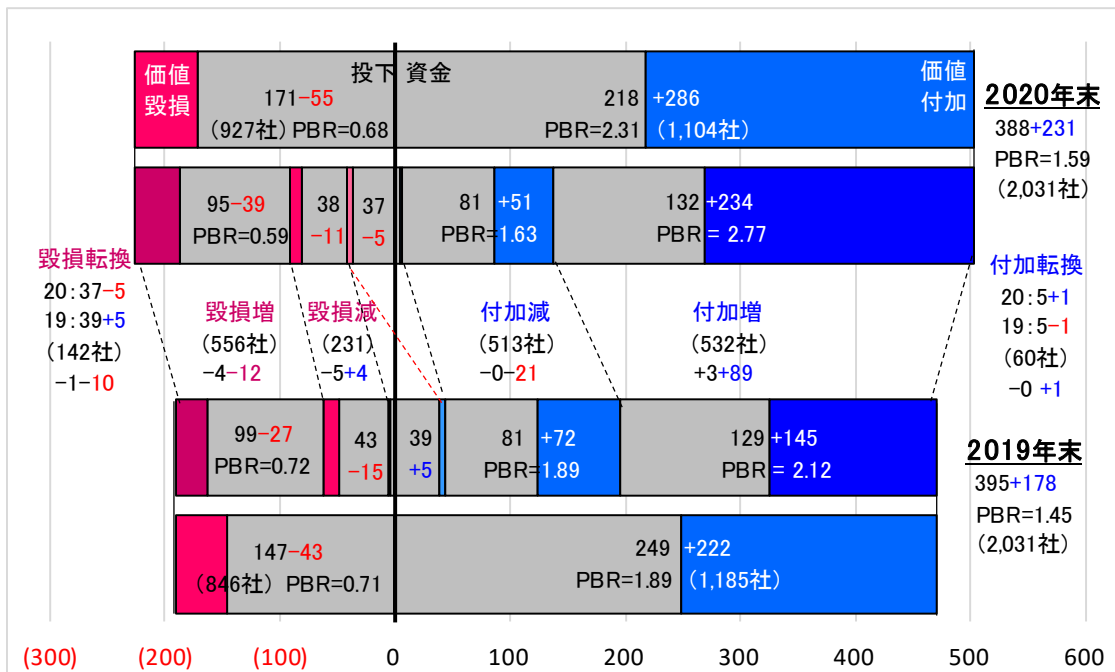 価値
毀損
投下 資金
価値
付加
171−55
(927社) PBR=0.68
218 +286
PBR=2.31 (1,104社)
2020年末
388+231
PBR=1.59
(2,031社)
95−39
PBR=0.59
38
−11
37
−5
81 +51
PBR=1.63
132 +234
PBR = 2.77
毀損転換
20:37−5
19:39+5
(142社)
−1−10
毀損増
(556社)
−4−12
毀損減
(231)
−5+4
付加減
(513社)
−0−21
付加増
(532社)
+3+89
付加転換
20:5+1
19:5−1
(60社)
−0 +1
99−27
PBR=0.72
43
−15
39
+5
81 +72
PBR=1.89
129 +145
PBR = 2.12
2019年末
395+178
PBR=1.45
(2,031社)
147−43
(846社) PBR=0.71
249 +222
PBR=1.89 (1,185社)
(300) (200) (100) 0 100 200 300 400 500 600